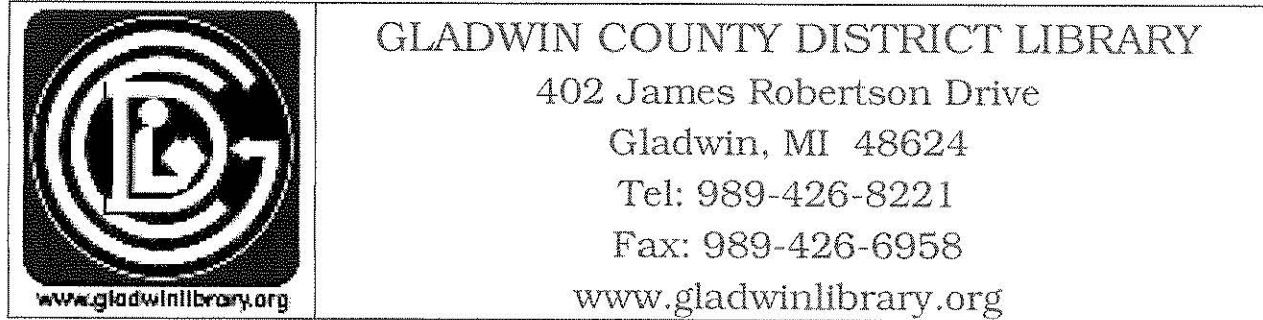 GLADWIN COUNTY DISTRICT LIBRARY
402 James Robertson Drive
Gladwin, MI 48624
Tel: 989-426-8221
Fax: 989-426-6958
www.gladwinlibrary.org
www.gladwinlibrary.org